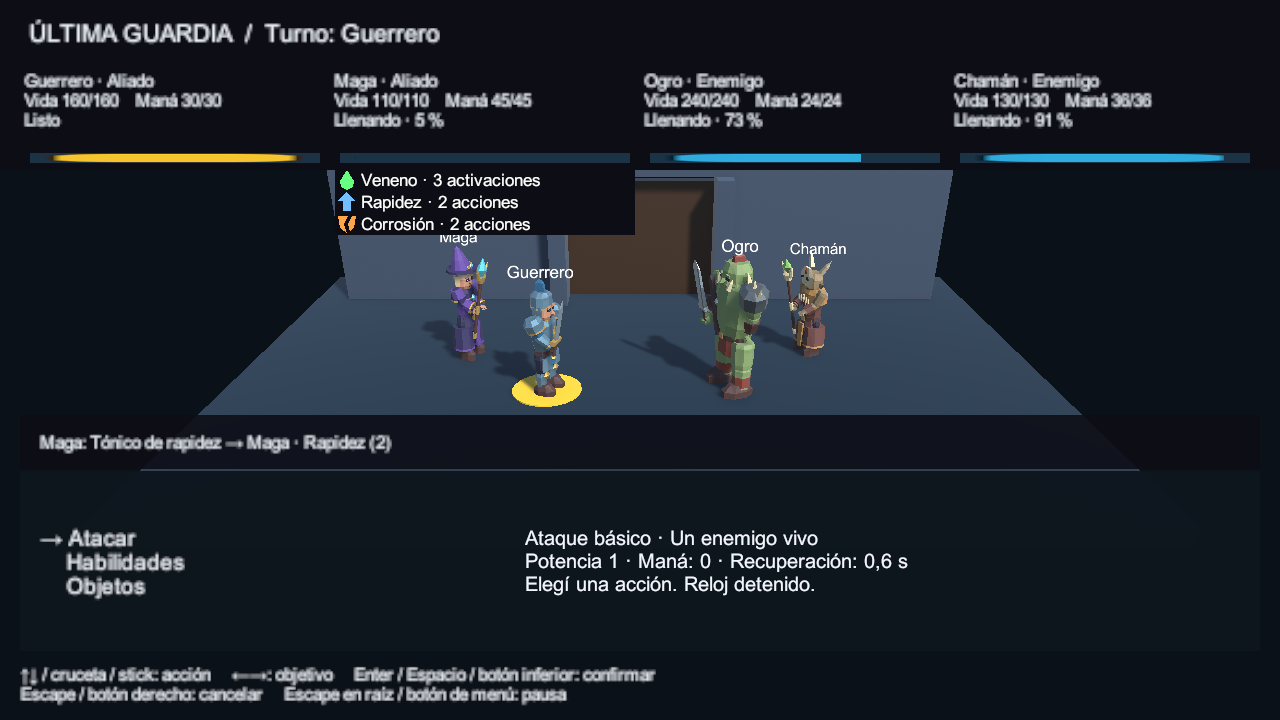 ÚLTIMA GUARDIA / Turno: Guerrero
Guerrero · Aliado
Vida 160/160 Maná 30/30
Listo
Maga · Aliado
Vida 110/110 Maná 45/45
Llenando · 5 %
Ogro · Enemigo
Vida 240/240 Maná 24/24
Llenando · 73 %
Chamán · Enemigo
Vida 130/130 Maná 36/36
Llenando · 91 %
Veneno · 3 activaciones
Rapidez · 2 acciones
Corrosión · 2 acciones
Maga
Guerrero
Ogro
Chamán
Maga: Tónico de rapidez → Maga · Rapidez (2)
→ Atacar
Habilidades
Objetos
Ataque básico · Un enemigo vivo
Potencia 1 · Maná: 0 · Recuperación: 0,6 s
Elegí una acción. Reloj detenido.
↑↓ / cruceta / stick: acción ←→: objetivo Enter / Espacio / botón inferior: confirmar
Escape / botón derecho: cancelar Escape en raíz / botón de menú: pausa